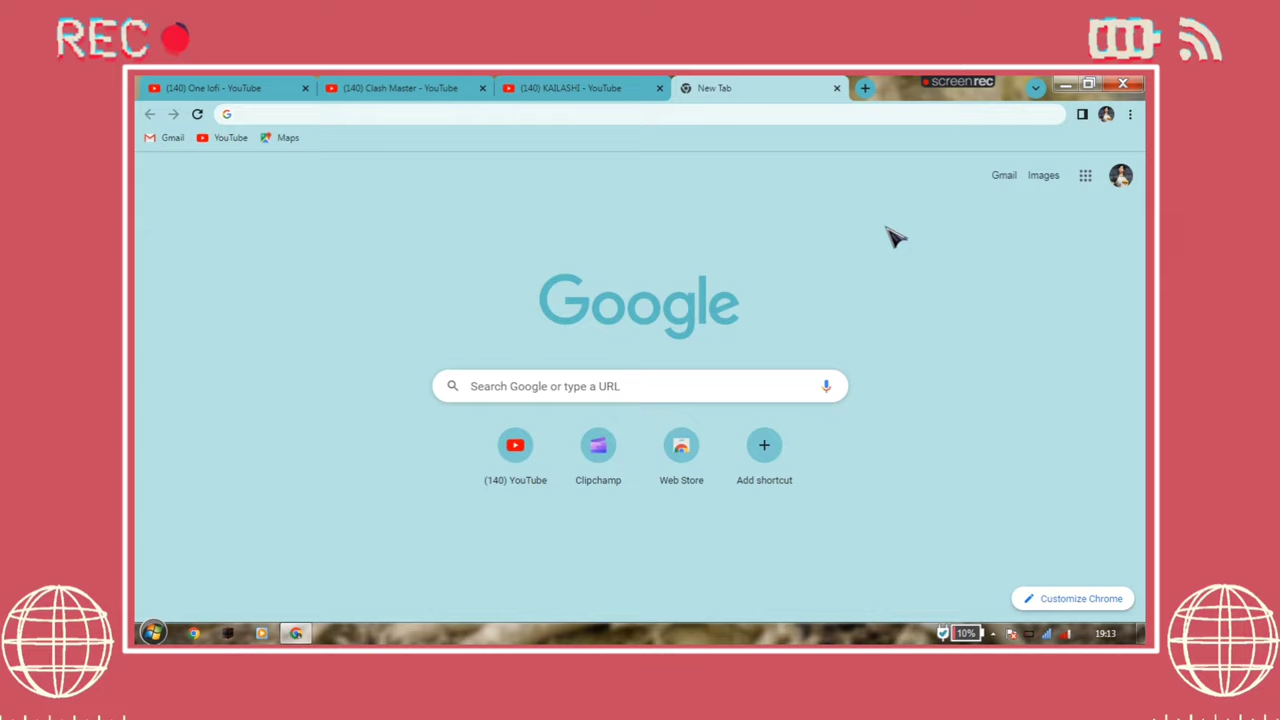 REC
(140) One lofi - YouTube
(140) Clash Master - YouTube
(140) KAILASHI - YouTube
New Tab
screenrec
Gmail
YouTube
Maps
Gmail
Images
Google
Search Google or type a URL
(140) YouTube
Clipchamp
Web Store
Add shortcut
Customize Chrome
10%
19:13